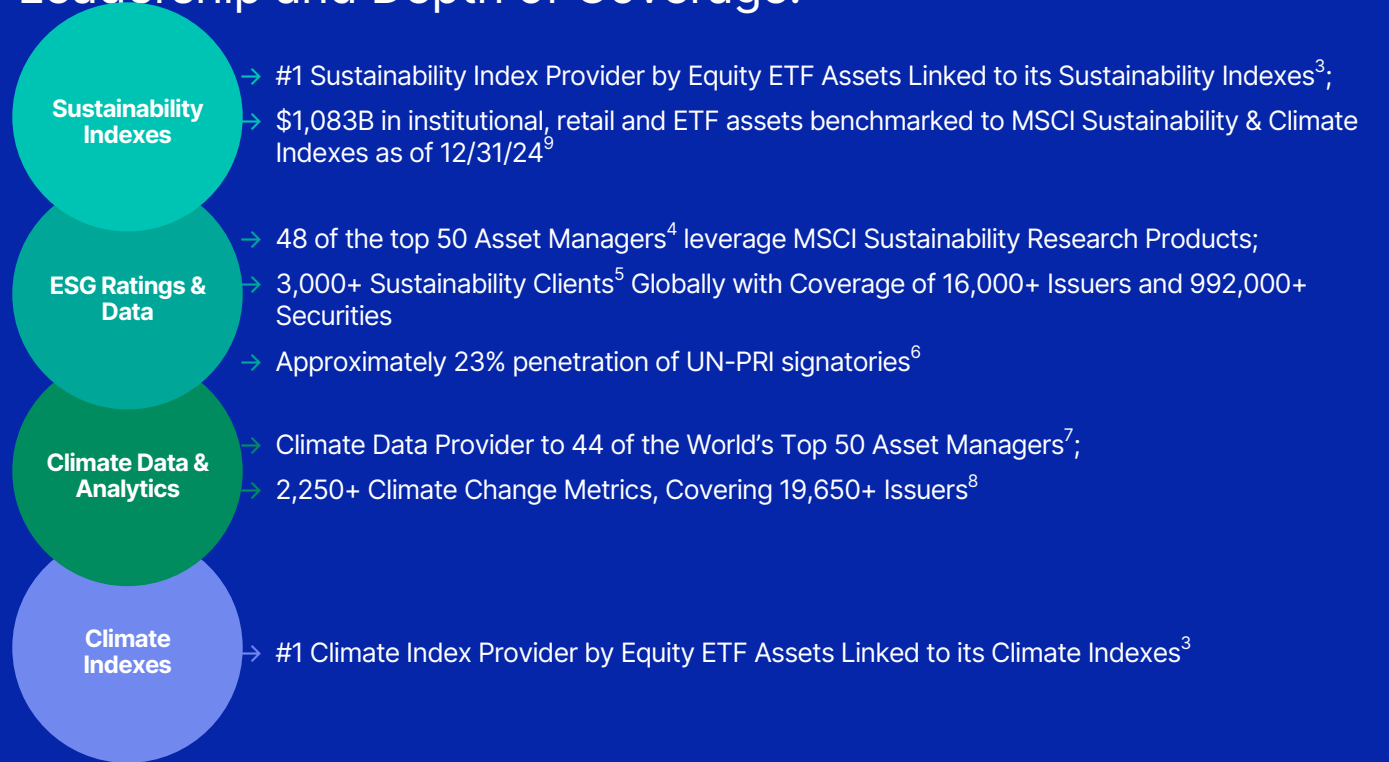 Leadership and Depth of Coverage.
Sustainability
Indexes
→ #1 Sustainability Index Provider by Equity ETF Assets Linked to its Sustainability Indexes3;
→ $1,083B in institutional, retail and ETF assets benchmarked to MSCI Sustainability & Climate
Indexes as of 12/31/249
ESG Ratings &
Data
→ 48 of the top 50 Asset Managers4 leverage MSCI Sustainability Research Products;
→ 3,000+ Sustainability Clients5 Globally with Coverage of 16,000+ Issuers and 992,000+
Securities
→ Approximately 23% penetration of UN-PRI signatories6
Climate Data &
Analytics
→ Climate Data Provider to 44 of the World’s Top 50 Asset Managers7;
→ 2,250+ Climate Change Metrics, Covering 19,650+ Issuers8
Climate
Indexes
→ #1 Climate Index Provider by Equity ETF Assets Linked to its Climate Indexes3